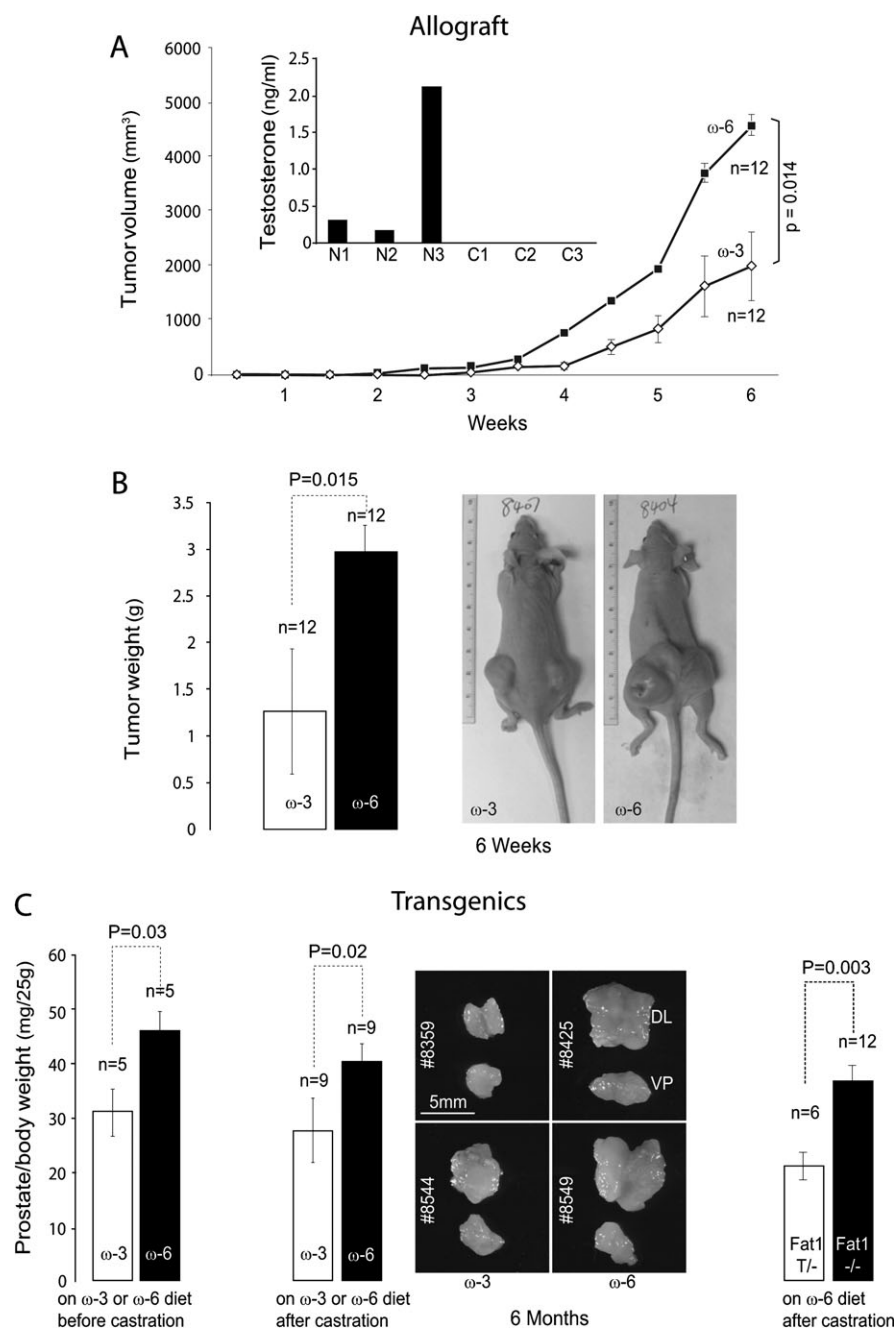 Allograft
A
Tumor volume (mm³)
6000
5000
4000
3000
2000
1000
0
Testosterone (ng/ml)
2.5
2.0
1.5
1.0
0.5
0
N1 N2 N3 C1 C2 C3
ω-6
n=12
ω-3
n=12
p = 0.014
1 2 3 4 5 6
Weeks
B
P=0.015
Tumor weight (g)
3.5
3
2.5
2
1.5
1
0.5
0
n=12
n=12
ω-3
ω-6
8407
8404
ω-3
ω-6
6 Weeks
C
Transgenics
Prostate/body weight (mg/25g)
60
50
40
30
20
10
0
P=0.03
n=5
n=5
ω-3
ω-6
on ω-3 or ω-6 diet
before castration
P=0.02
n=9
n=9
ω-3
ω-6
on ω-3 or ω-6 diet
after castration
#8359
5mm
#8425
DL
VP
#8544
#8549
ω-3
ω-6
6 Months
P=0.003
n=12
n=6
Fat1
T/-
Fat1
-/-
on ω-6 diet
after castration